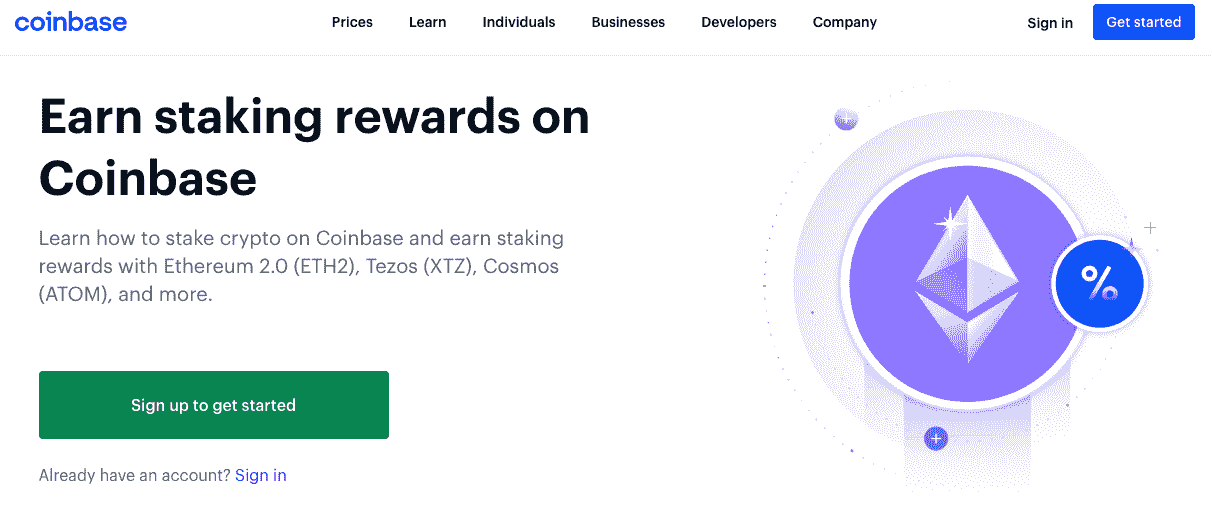 coinbase
Prices Learn Individuals Businesses Developers Company Sign in Get started
Earn staking rewards on
Coinbase
Learn how to stake crypto on Coinbase and earn staking
rewards with Ethereum 2.0 (ETH2), Tezos (XTZ), Cosmos
(ATOM), and more.
%
Sign up to get started
Already have an account? Sign in